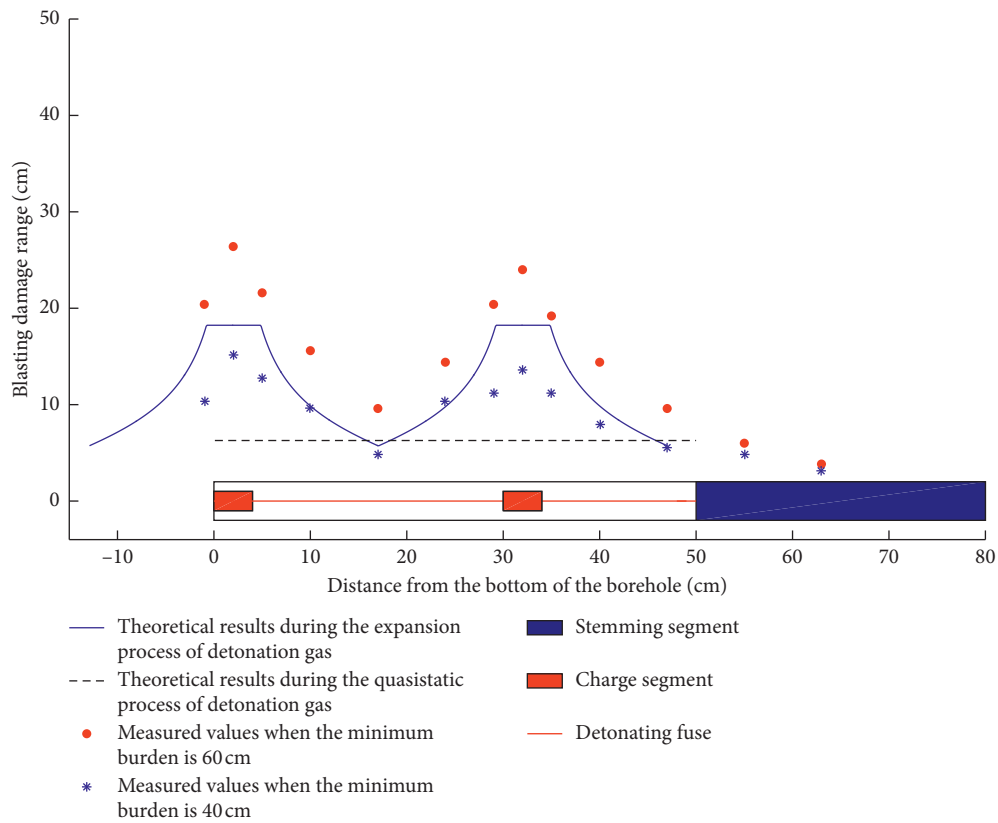 50
40
30
20
10
0
Blasting damage range (cm)
–10 0 10 20 30 40 50 60 70 80
Distance from the bottom of the borehole (cm)
Theoretical results during the expansion
process of detonation gas
Theoretical results during the quasistatic
process of detonation gas
Measured values when the minimum
burden is 60 cm
Measured values when the minimum
burden is 40 cm
Stemming segment
Charge segment
Detonating fuse